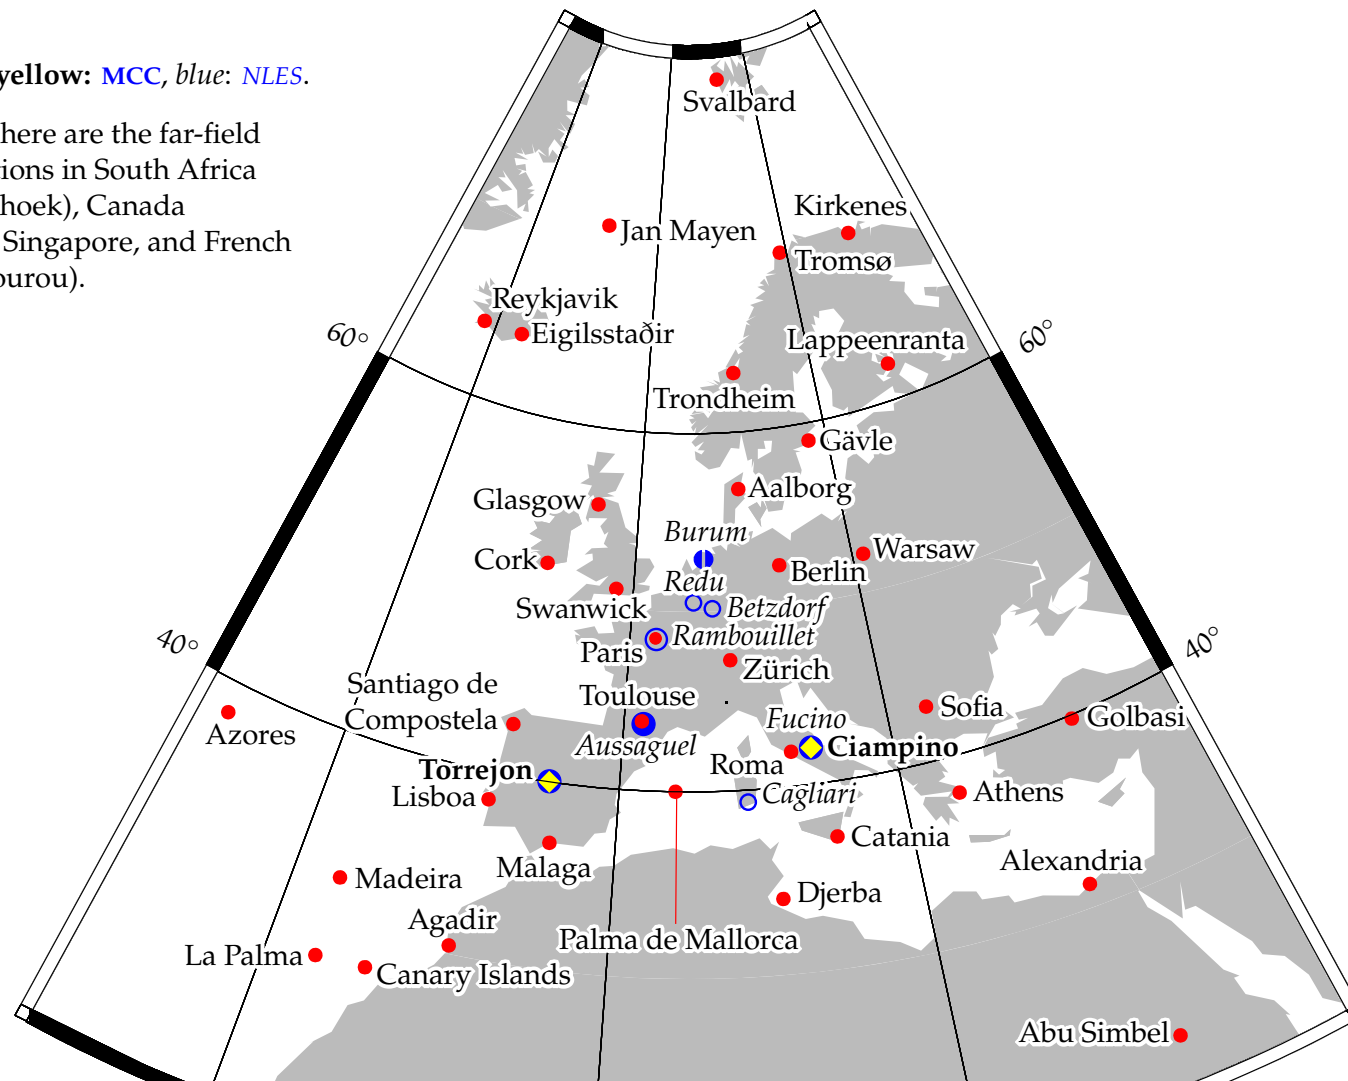 yellow: MCC, blue: NLES.
here are the far-field
tions in South Africa
hoek), Canada
Singapore, and French
ourou).
Svalbard
Kirkenes
Jan Mayen
Tromsø
Reykjavik
Eigilsstaðir
60°
60°
Lappeenranta
Trondheim
Gävle
Glasgow
Aalborg
Burum
Cork
Warsaw
Berlin
Redu
Swanwick
Betzdorf
Rambouillet
Paris
40°
40°
Zürich
Santiago de
Compostela
Toulouse
Azores
Sofia
Golbasi
Fucino
Aussaguel
Ciampino
Roma
Torrejon
Lisboa
Cagliari
Athens
Catania
Malaga
Alexandria
Madeira
Djerba
Agadir
Palma de Mallorca
La Palma
Canary Islands
Abu Simbel